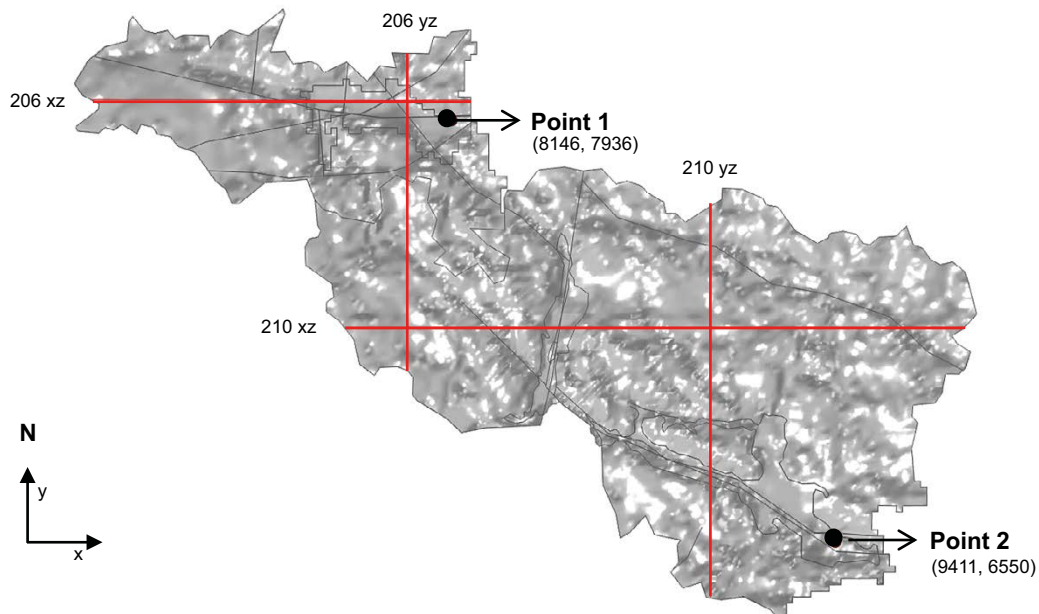 206 yz
206 xz
Point 1
(8146, 7936)
210 yz
210 xz
N
y
x
Point 2
(9411, 6550)